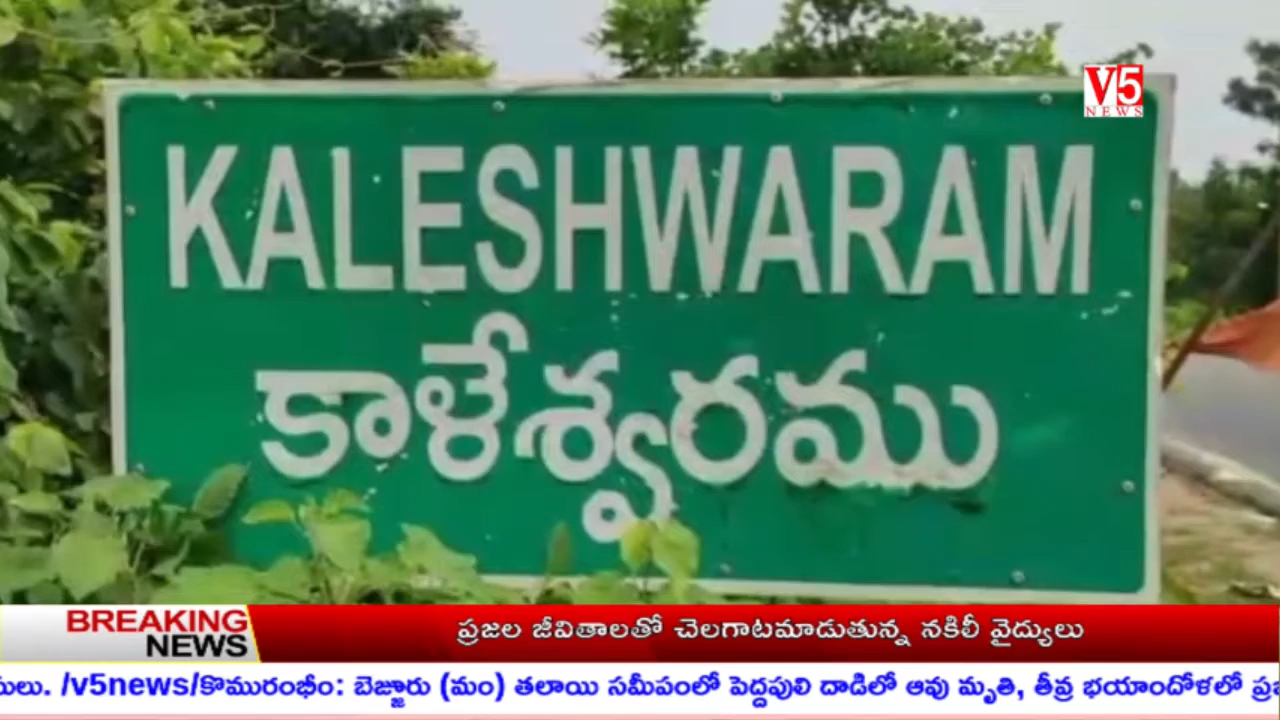 V5
NEWS
KALESHWARAM
కాళేశ్వరము
BREAKING
NEWS
ప్రజల జీవితాలతో చెలగాటమాడుతున్న నకిలీ వైద్యులు
/v5news/కొమురంభీం: బెజ్జూరు (మం) తలాయి సమీపంలో పెద్దపులి దాడిలో ఆవు మృతి, తీవ్ర భయాందోళలో